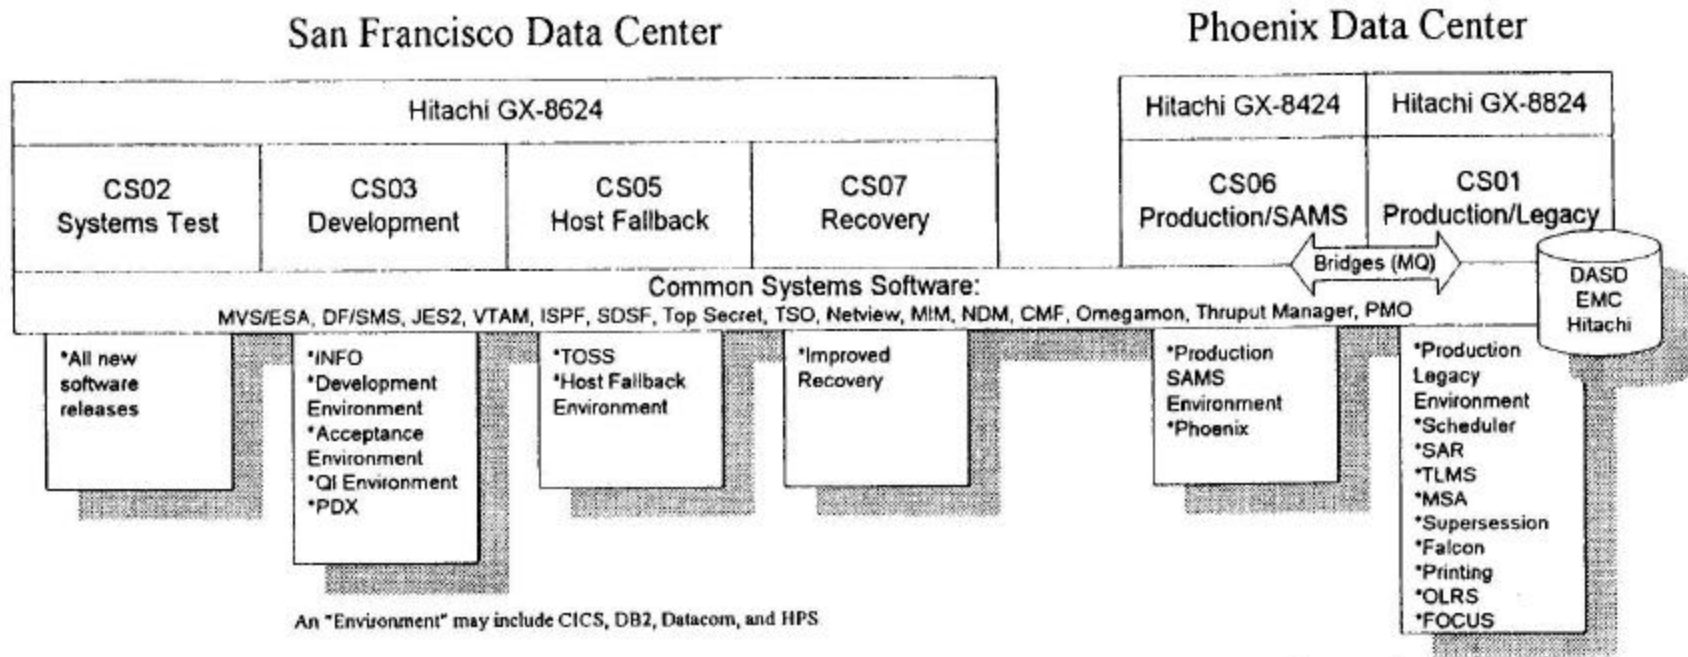 San Francisco Data Center
Phoenix Data Center
Hitachi GX-8624
Hitachi GX-8424
Hitachi GX-8824
CS02
Systems Test
CS03
Development
CS05
Host Fallback
CS07
Recovery
CS06
Production/SAMS
CS01
Production/Legacy
Bridges (MQ)
DASD
EMC
Hitachi
Common Systems Software:
MVS/ESA, DF/SMS, JES2, VTAM, ISPF, SDSF, Top Secret, TSO, Netview, MIM, NDM, CMF, Omegamon, Thruput Manager, PMO
*All new
software
releases
*INFO
*Development
Environment
*Acceptance
Environment
*QI Environment
*PDX
*TOSS
*Host Fallback
Environment
*Improved
Recovery
*Production
SAMS
Environment
*Phoenix
*Production
Legacy
Environment
*Scheduler
*SAR
*TLMS
*MSA
*Supersession
*Falcon
*Printing
*OLRS
*FOCUS
An "Environment" may include CICS, DB2, Datacom, and HPS